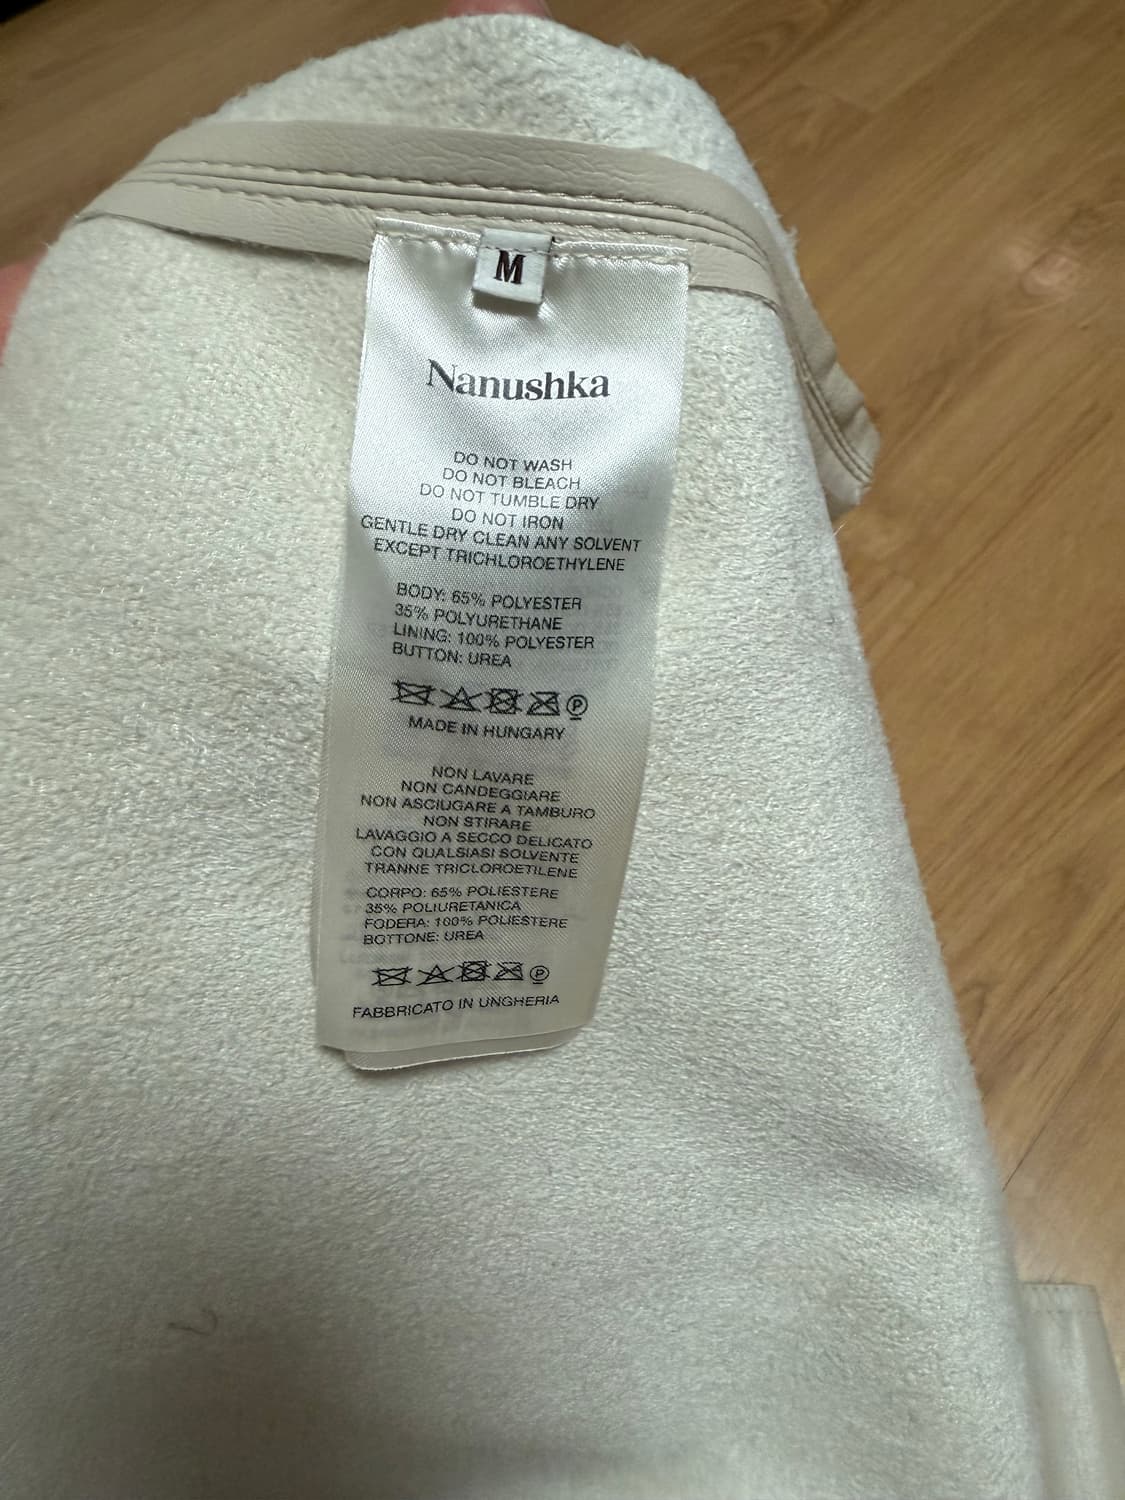 M
Nanushka
DO NOT WASH
DO NOT BLEACH
DO NOT TUMBLE DRY
DO NOT IRON
GENTLE DRY CLEAN ANY SOLVENT
EXCEPT TRICHLOROETHYLENE
BODY: 65% POLYESTER
35% POLYURETHANE
LINING: 100% POLYESTER
BUTTON: UREA
P
MADE IN HUNGARY
NON LAVARE
NON CANDEGGIARE
NON ASCIUGARE A TAMBURO
NON STIRARE
LAVAGGIO A SECCO DELICATO
CON QUALSIASI SOLVENTE
TRANNE TRICLOROETILENE
CORPO: 65% POLIESTERE
35% POLIURETANICA
FODERA: 100% POLIESTERE
BOTTONE: UREA
P
FABBRICATO IN UNGHERIA